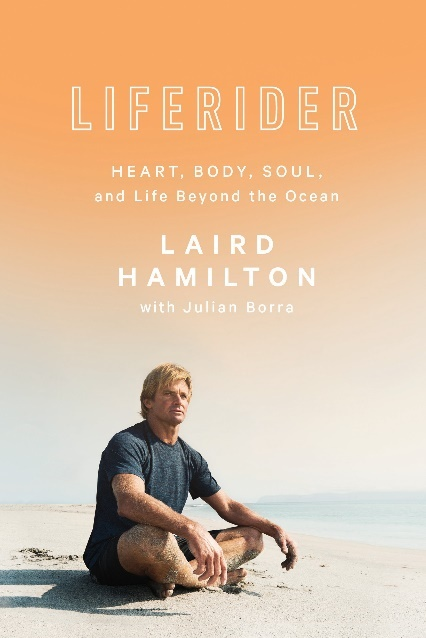 LIFERIDER
HEART, BODY, SOUL,
and Life Beyond the Ocean
LAIRD
HAMILTON
with Julian Borra